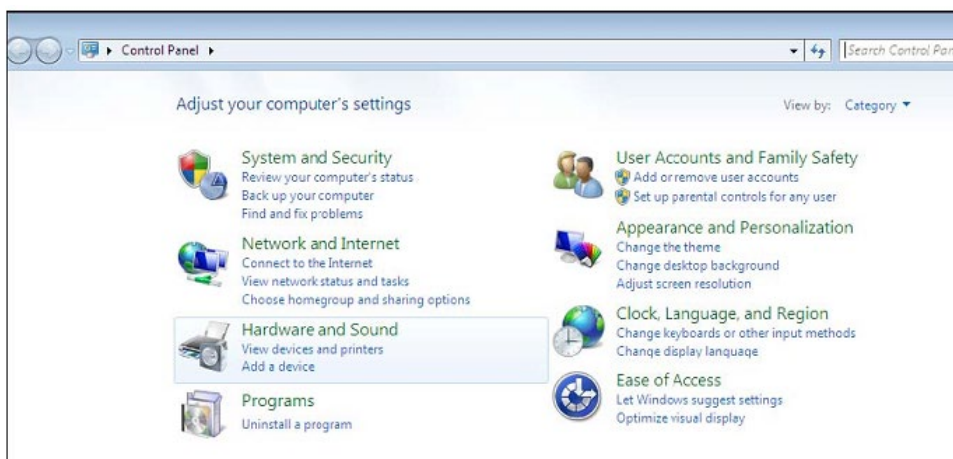 Control Panel
Search Control Pan
Adjust your computer's settings
View by: Category
System and Security
Review your computer's status
Back up your computer
Find and fix problems
Network and Internet
Connect to the Internet
View network status and tasks
Choose homegroup and sharing options
Hardware and Sound
View devices and printers
Add a device
Programs
Uninstall a program
User Accounts and Family Safety
Add or remove user accounts
Set up parental controls for any user
Appearance and Personalization
Change the theme
Change desktop background
Adjust screen resolution
Clock, Language, and Region
Change keyboards or other input methods
Change display language
Ease of Access
Let Windows suggest settings
Optimize visual display